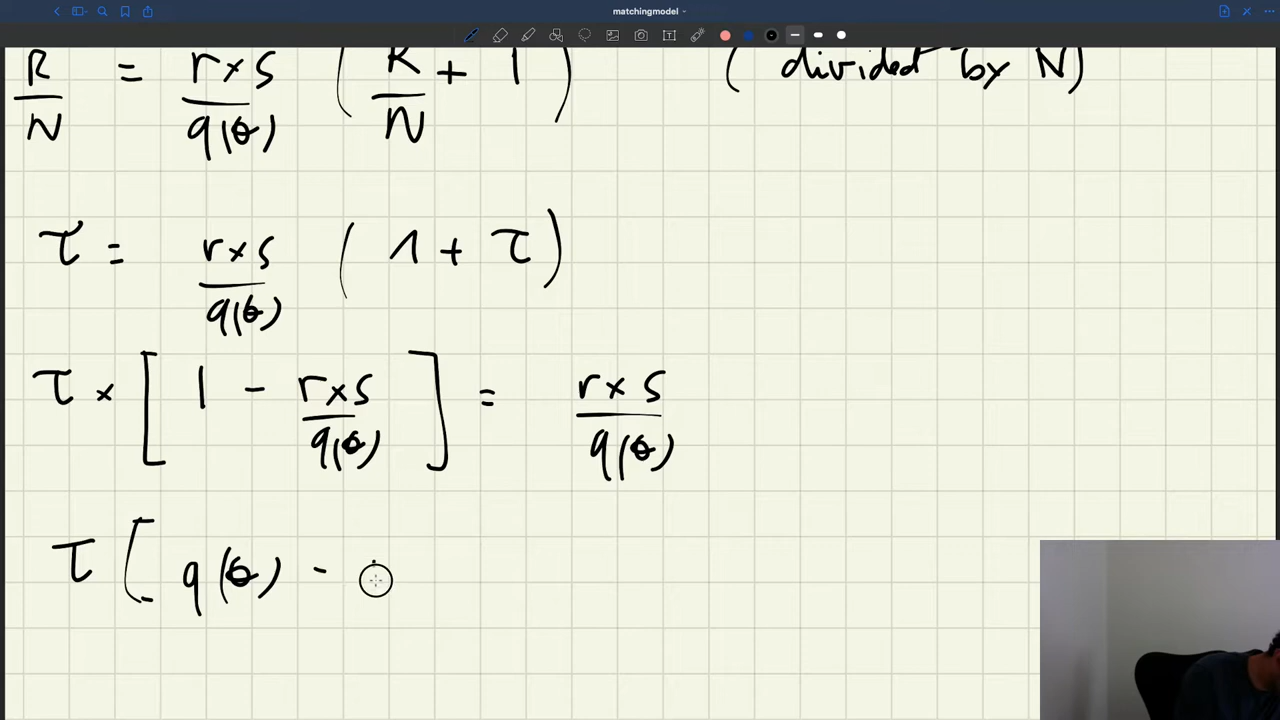 matchingmodel
R/N = r×s/q(θ) (R/N + 1) (divided by N)
τ = r×s/q(θ) (1 + τ)
τ × [1 - r×s/q(θ)] = r×s/q(θ)
τ [q(θ) -